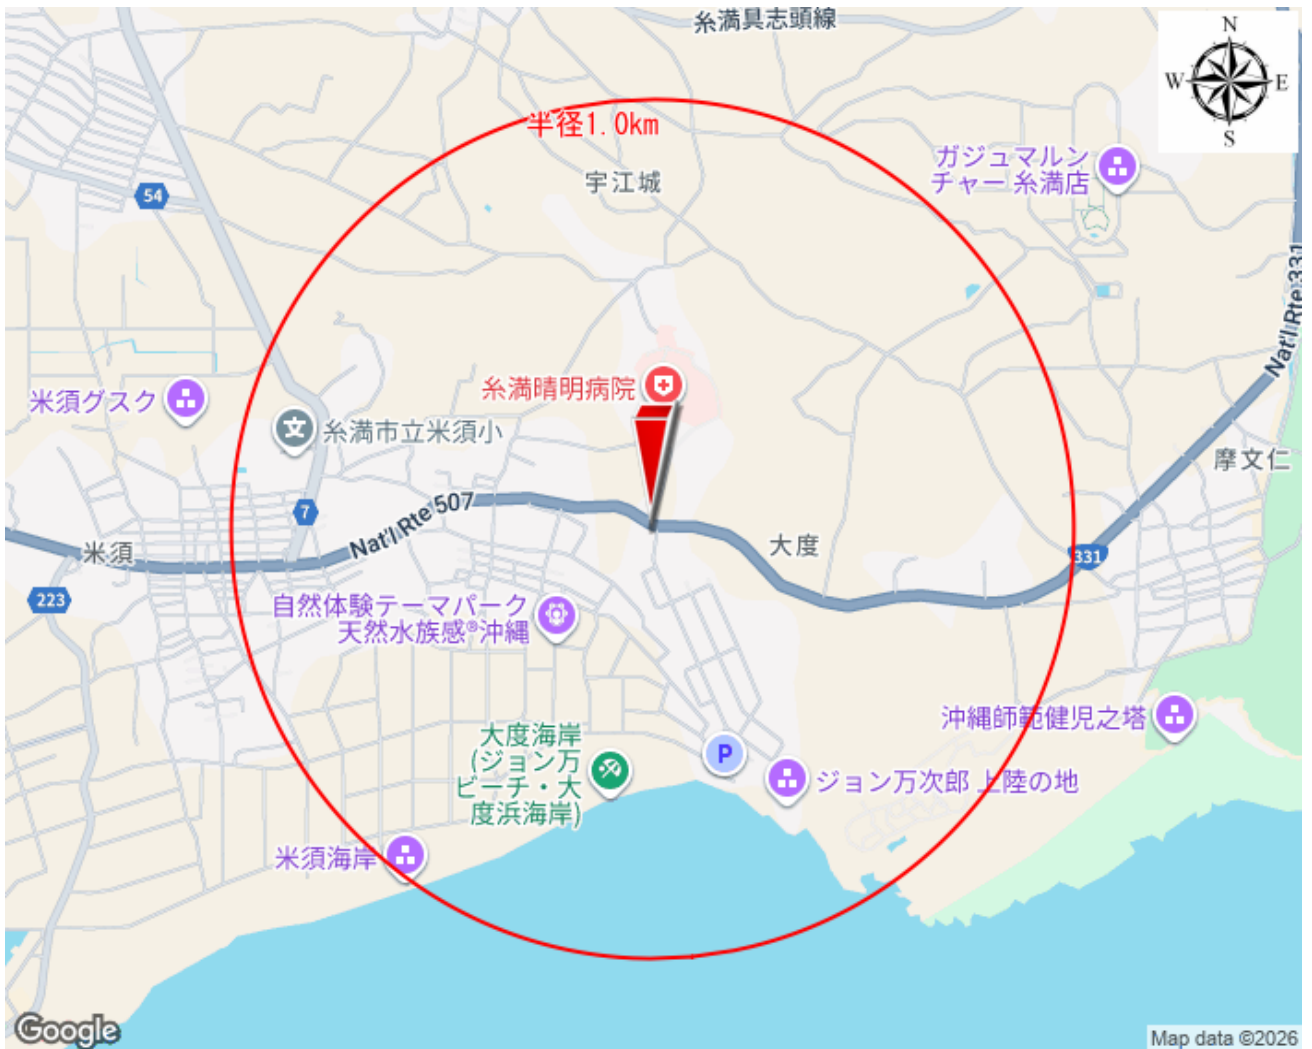 糸満具志頭線
N
W
E
S
半径1.0km
ガジュマルン
チャー 糸満店
宇江城
54
Nat'l Rte 331
糸満晴明病院
米須グスク
糸満市立米須小
文
摩文仁
7
Nat'l Rte 507
米須
大度
331
223
自然体験テーマパーク
天然水族感®沖縄
沖縄師範健児之塔
大度海岸
(ジョン万
ビーチ・大
度浜海岸)
P
ジョン万次郎 上陸の地
米須海岸
Google
Map data ©2026